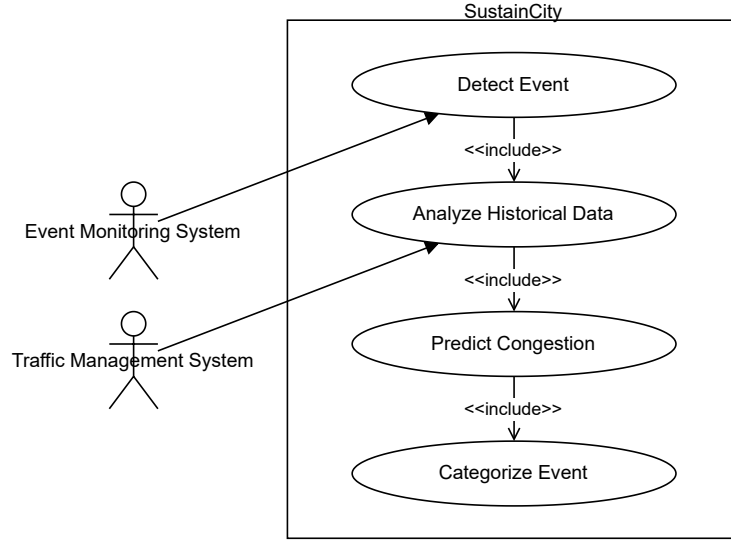 SustainCity
Detect Event
<<include>>
Analyze Historical Data
Event Monitoring System
<<include>>
Predict Congestion
Traffic Management System
<<include>>
Categorize Event